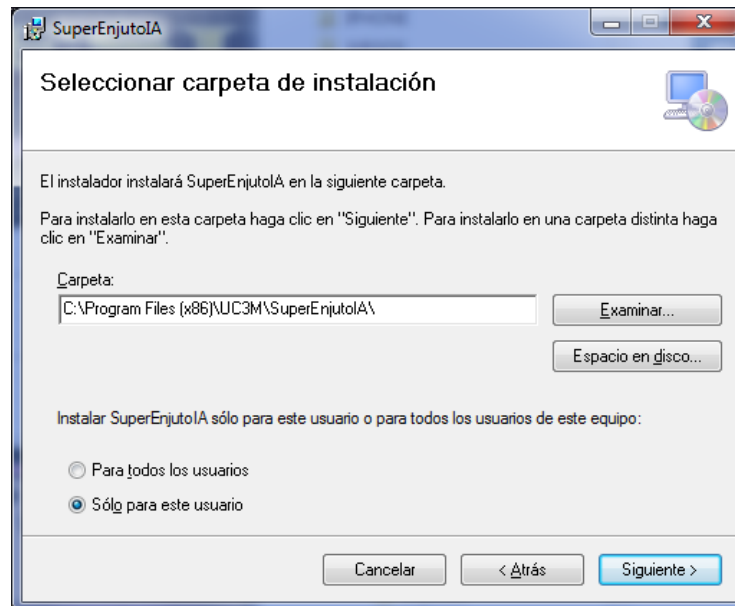 SuperEnjutoIA
Seleccionar carpeta de instalación
El instalador instalará SuperEnjutoIA en la siguiente carpeta.
Para instalarlo en esta carpeta haga clic en "Siguiente". Para instalarlo en una carpeta distinta haga
clic en "Examinar".
Carpeta:
C:\Program Files (x86)\UC3M\SuperEnjutoIA\
Examinar...
Espacio en disco...
Instalar SuperEnjutoIA sólo para este usuario o para todos los usuarios de este equipo:
Para todos los usuarios
Sólo para este usuario
Cancelar
< Atrás
Siguiente >